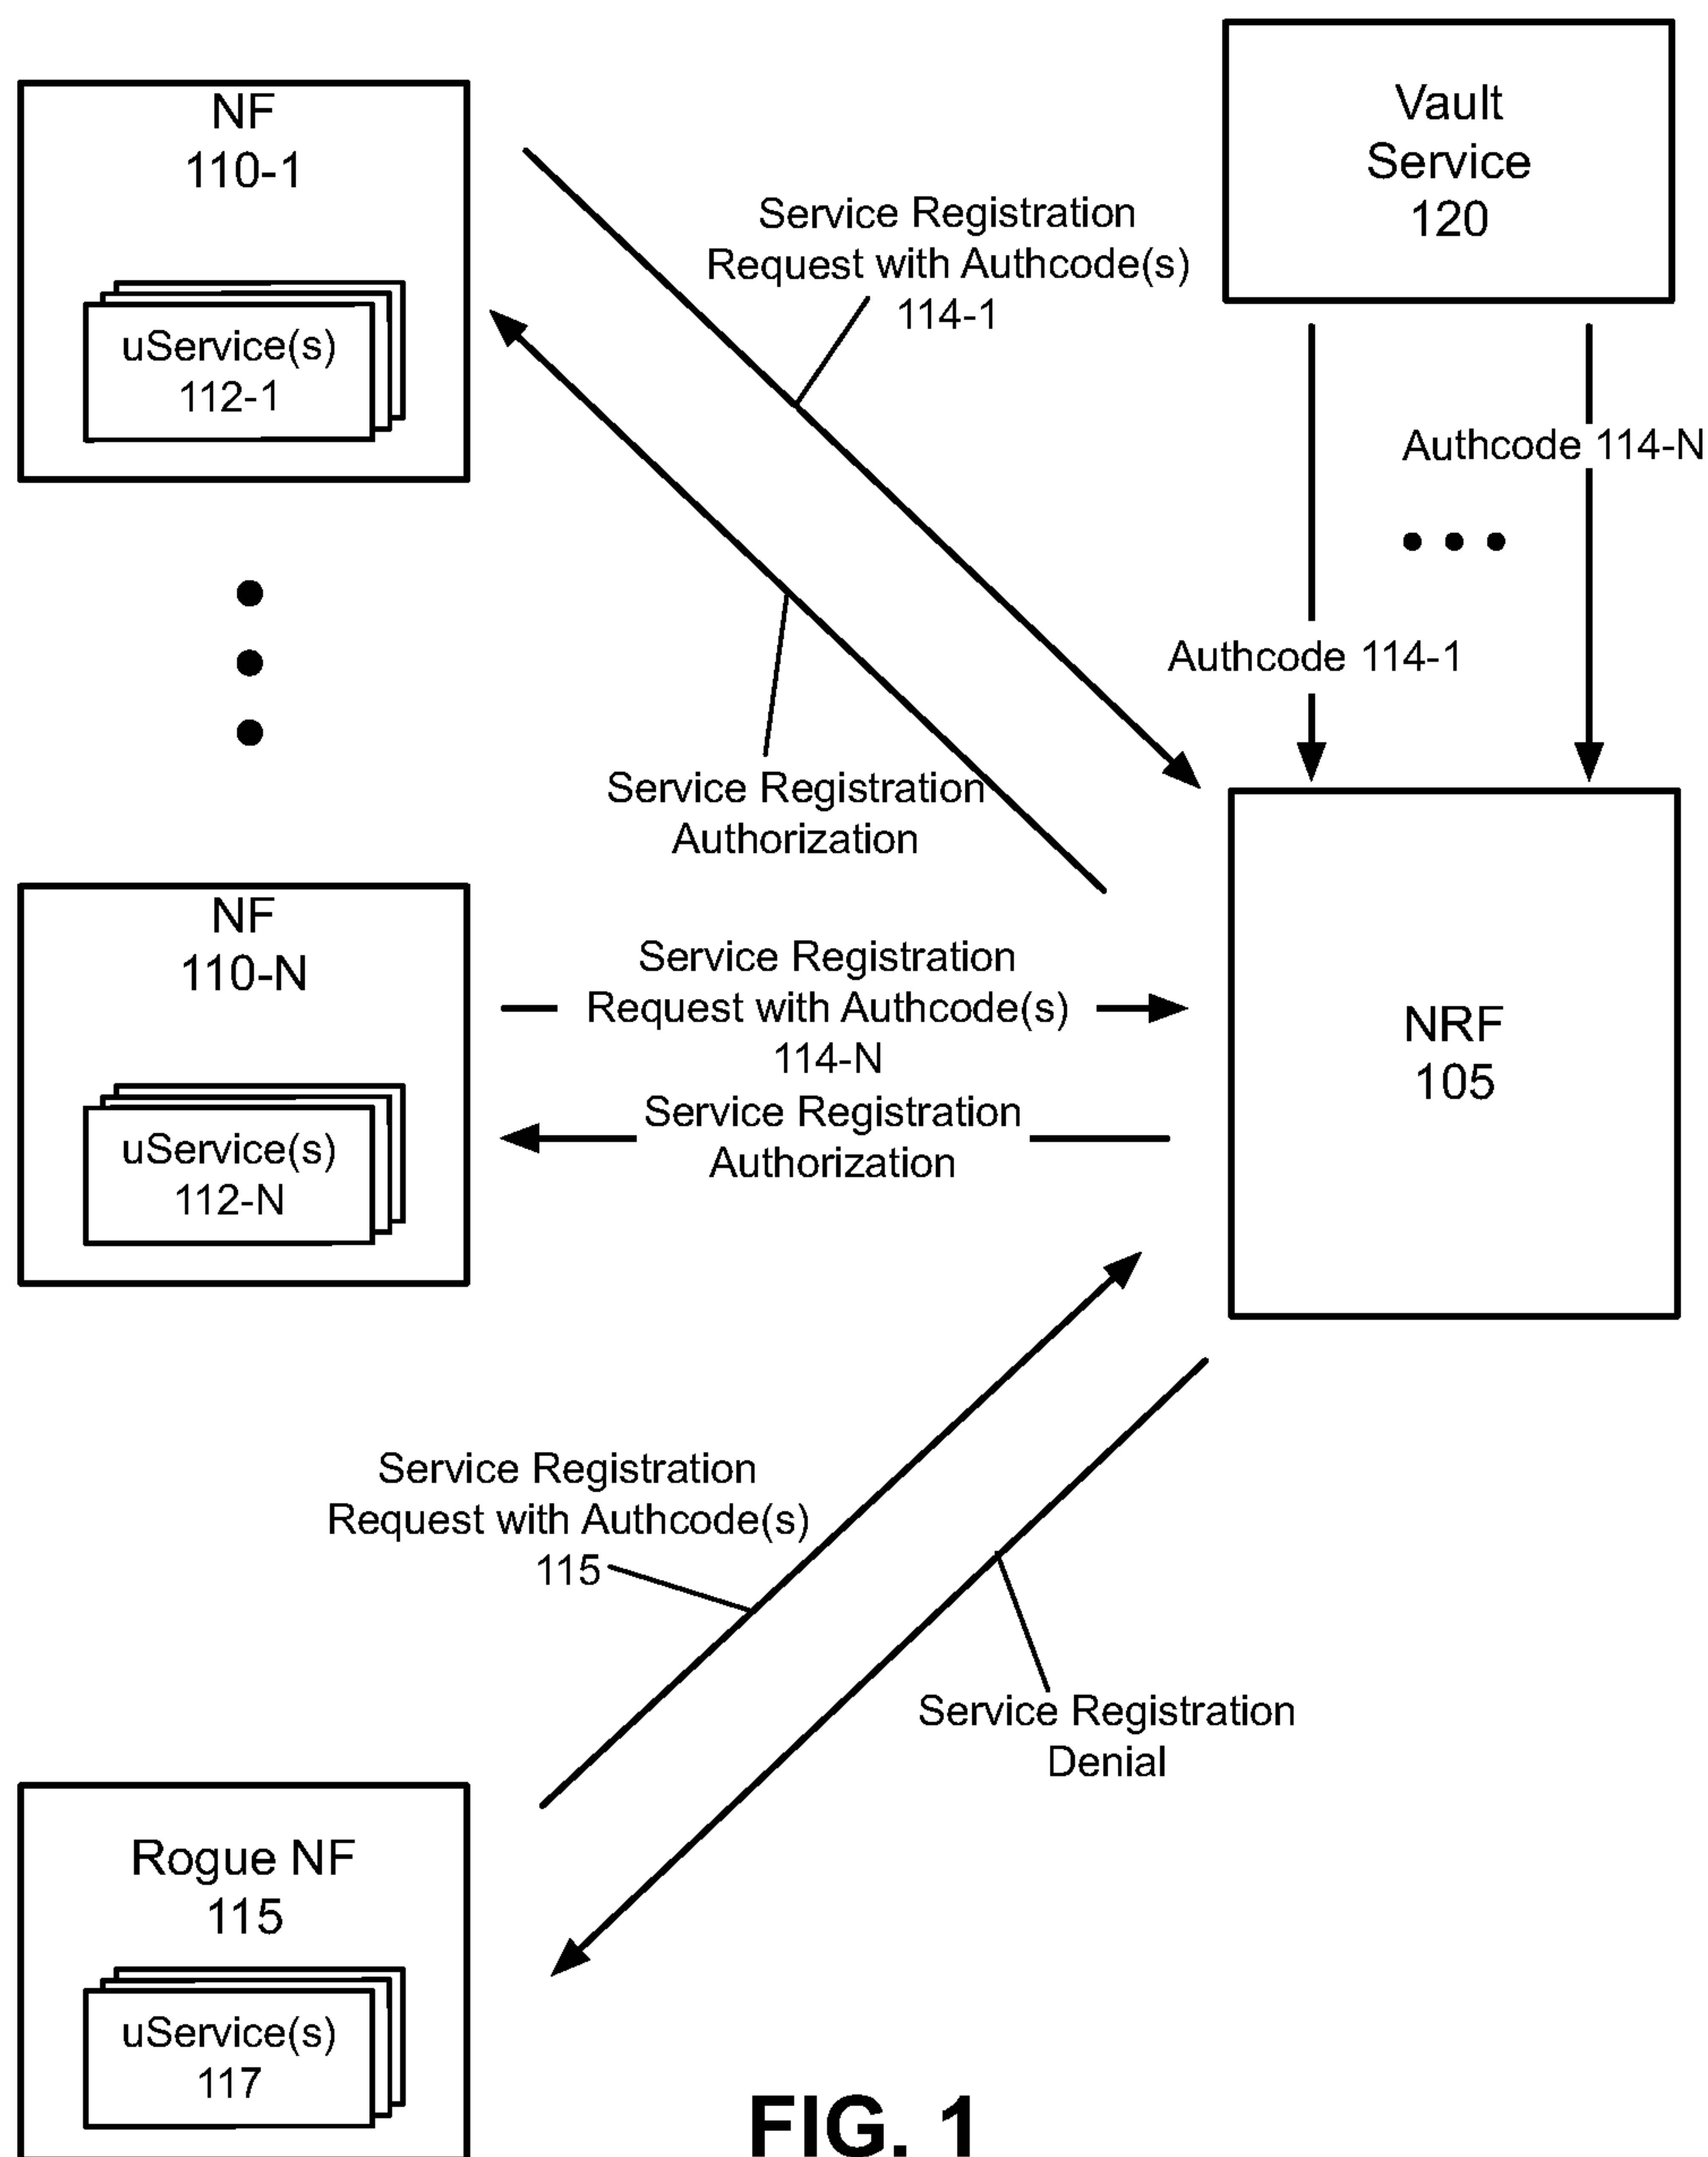 NF
110-1
uService(s)
112-1
Service Registration
Request with Authcode(s)
114-1
Vault
Service
120
Authcode 114-N
Authcode 114-1
Service Registration
Authorization
NF
110-N
uService(s)
112-N
Service Registration
Request with Authcode(s)
114-N
Service Registration
Authorization
NRF
105
Service Registration
Request with Authcode(s)
115
Service Registration
Denial
Rogue NF
115
uService(s)
117
FIG. 1